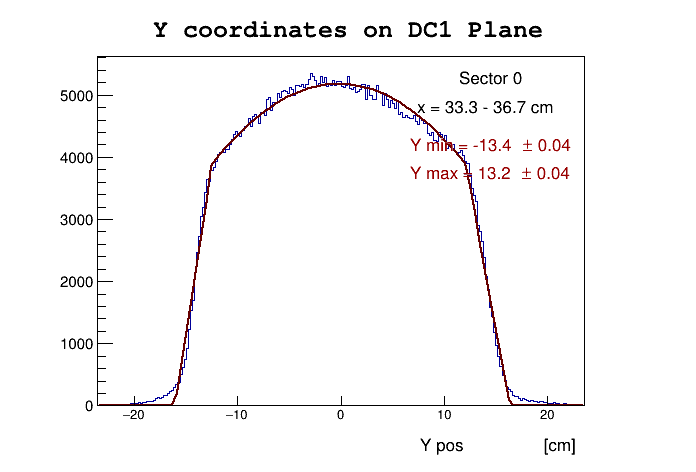 Y coordinates on DC1 Plane
Sector 0
x = 33.3 - 36.7 cm
Y min = -13.4 ± 0.04
Y max = 13.2 ± 0.04
5000
4000
3000
2000
1000
0
−20
−10
0
10
20
Y pos
[cm]